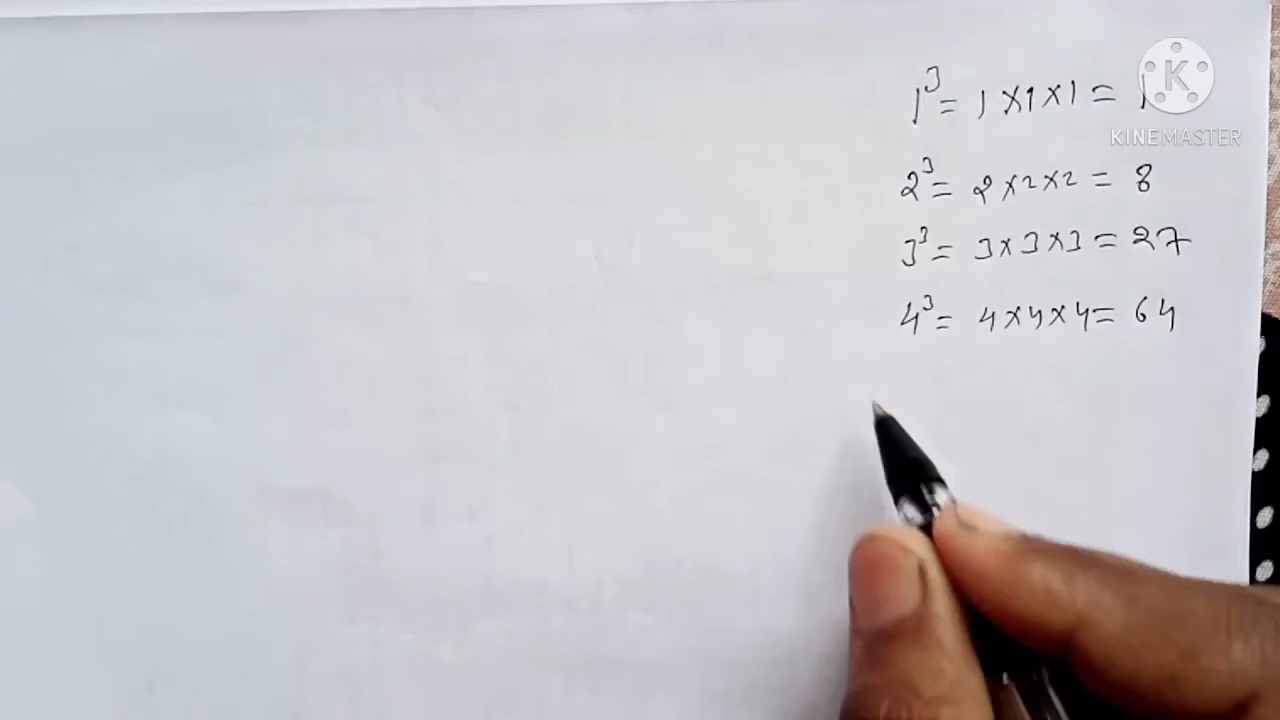 1³ = 1 × 1 × 1 = 1
KINEMASTER
2³ = 2 × 2 × 2 = 8
3³ = 3 × 3 × 3 = 27
4³ = 4 × 4 × 4 = 64